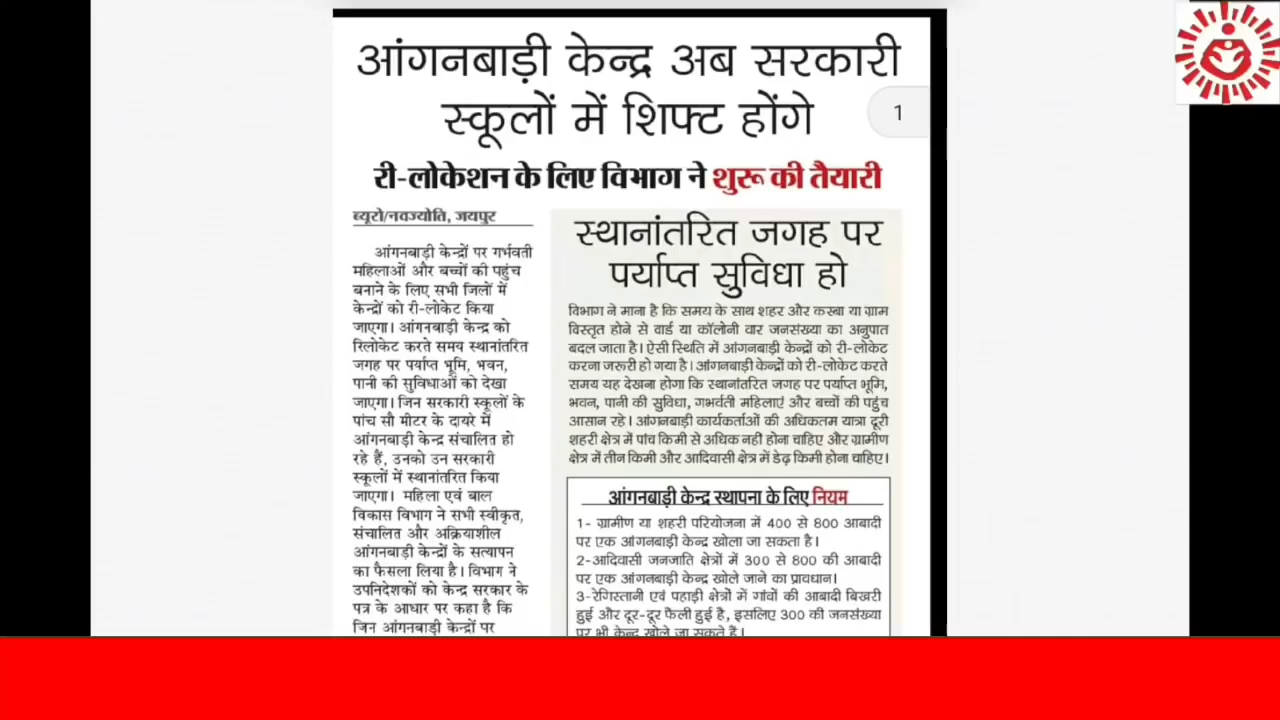 आंगनबाड़ी केन्द्र अब सरकारी
स्कूलों में शिफ्ट होंगे
1
री-लोकेशन के लिए विभाग ने शुरू की तैयारी
ब्यूरो/नवज्योति, जयपुर
आंगनबाड़ी केन्द्रों पर गर्भवती
महिलाओं और बच्चों की पहुंच
बनाने के लिए सभी जिलों में
केन्द्रों को री-लोकेट किया
जाएगा। आंगनबाड़ी केन्द्र को
रिलोकेट करते समय स्थानांतरित
जगह पर पर्याप्त भूमि, भवन,
पानी की सुविधाओं को देखा
जाएगा। जिन सरकारी स्कूलों के
पांच सौ मीटर के दायरे में
आंगनबाड़ी केन्द्र संचालित हो
रहे हैं, उनको उन सरकारी
स्कूलों में स्थानांतरित किया
जाएगा। महिला एवं बाल
विकास विभाग ने सभी स्वीकृत,
संचालित और अक्रियाशील
आंगनबाड़ी केन्द्रों के सत्यापन
का फैसला लिया है। विभाग ने
उपनिदेशकों को केन्द्र सरकार के
पत्र के आधार पर कहा है कि
जिन आंगनबाड़ी केन्द्रों पर
स्थानांतरित जगह पर
पर्याप्त सुविधा हो
विभाग ने माना है कि समय के साथ शहर और कस्बा या ग्राम
विस्तृत होने से वार्ड या कॉलोनी वार जनसंख्या का अनुपात
बदल जाता है। ऐसी स्थिति में आंगनबाड़ी केन्द्रों को री-लोकेट
करना जरूरी हो गया है। आंगनबाड़ी केन्द्रों को री-लोकेट करते
समय यह देखना होगा कि स्थानांतरित जगह पर पर्याप्त भूमि,
भवन, पानी की सुविधा, गभर्वती महिलाएं और बच्चों की पहुंच
आसान रहे। आंगनबाड़ी कार्यकर्ताओं की अधिकतम यात्रा दूरी
शहरी क्षेत्र में पांच किमी से अधिक नहीं होना चाहिए और ग्रामीण
क्षेत्र में तीन किमी और आदिवासी क्षेत्र में डेढ़ किमी होना चाहिए।
आंगनबाड़ी केन्द्र स्थापना के लिए नियम
1- ग्रामीण या शहरी परियोजना में 400 से 800 आबादी
पर एक आंगनबाड़ी केन्द्र खोला जा सकता है।
2-आदिवासी जनजाति क्षेत्रों में 300 से 800 की आबादी
पर एक आंगनबाड़ी केन्द्र खोले जाने का प्रावधान।
3-रेगिस्तानी एवं पहाड़ी क्षेत्रों में गांवों की आबादी बिखरी
हुई और दूर-दूर फैली हुई है, इसलिए 300 की जनसंख्या
पर भी केन्द्र खोले जा सकते हैं।